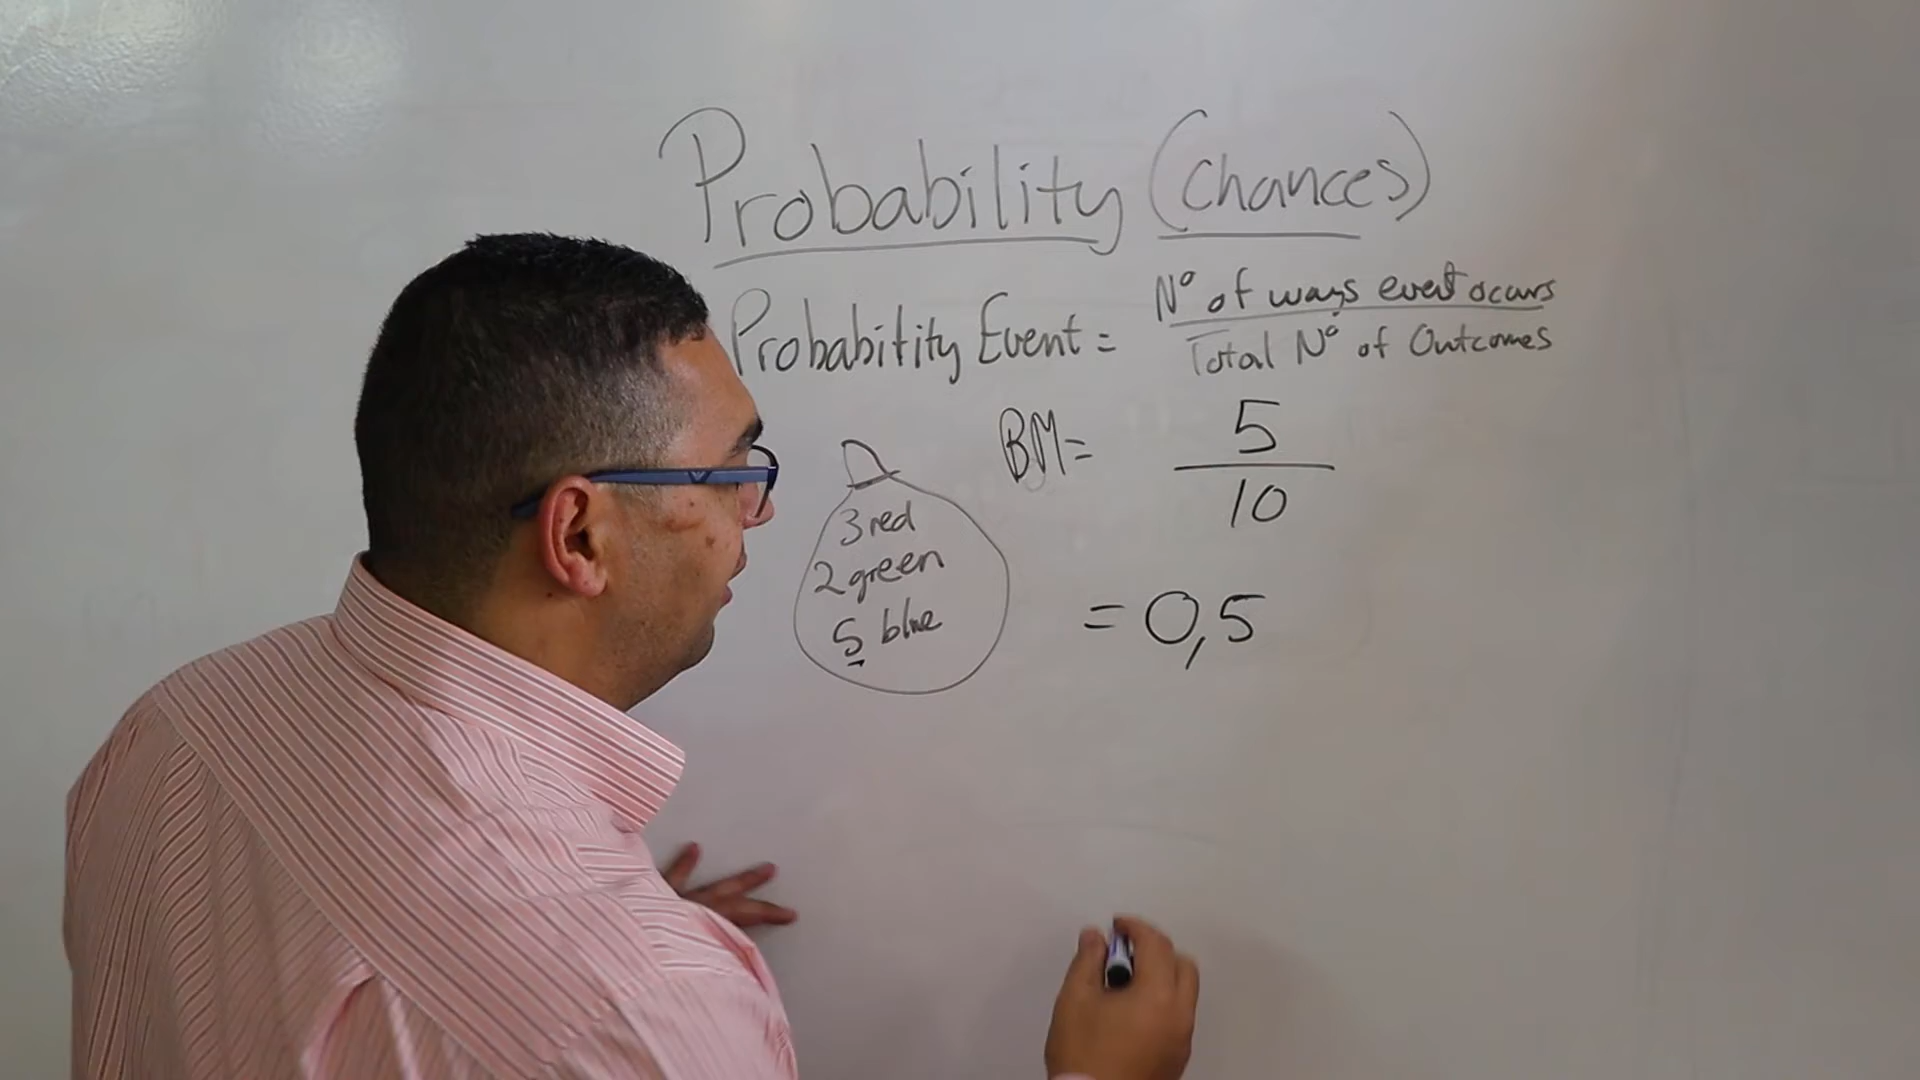 Probability (Chances)
Probability Event = N° of ways event occurs
Total N° of Outcomes
BM = 5
10
= 0,5
3 red
2 green
5 blue